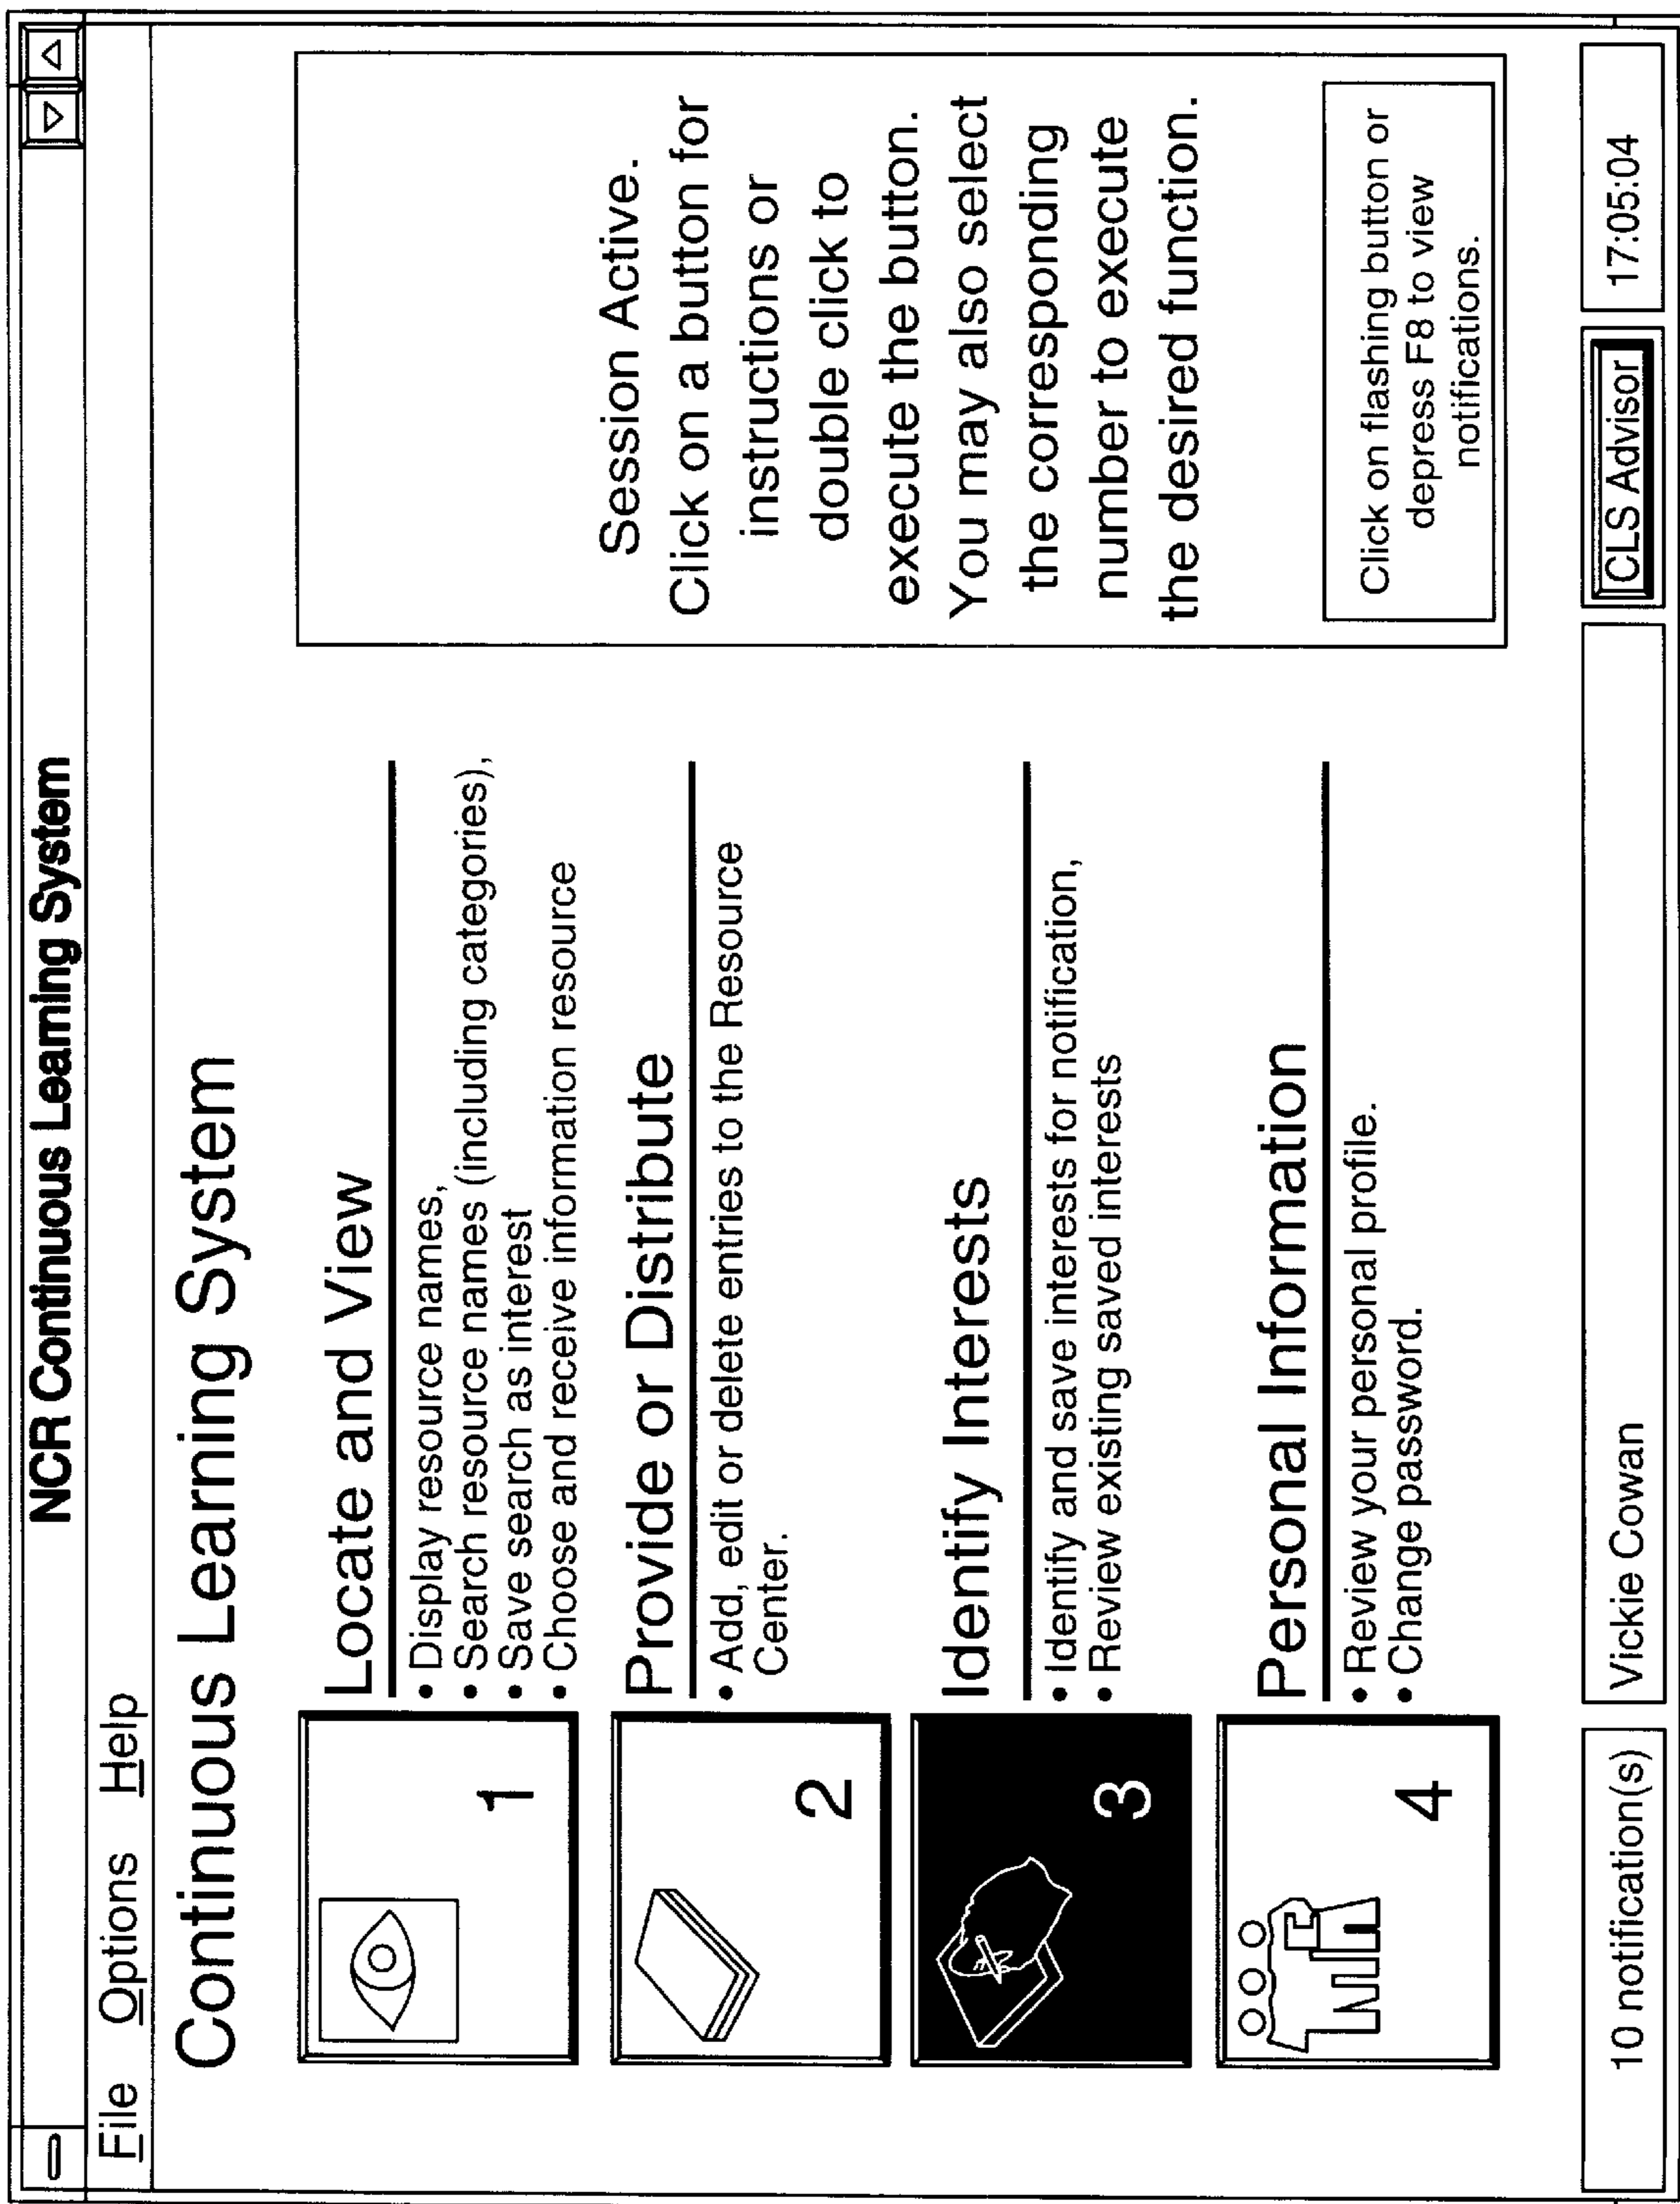 NCR Continuous Learning System
File Options Help
Continuous Learning System
1
Locate and View
• Display resource names,
• Search resource names (including categories),
• Save search as interest
• Choose and receive information resource
2
Provide or Distribute
• Add, edit or delete entries to the Resource
Center.
3
Identify Interests
• Identify and save interests for notification,
• Review existing saved interests
4
Personal Information
• Review your personal profile.
• Change password.
Session Active.
Click on a button for
instructions or
double click to
execute the button.
You may also select
the corresponding
number to execute
the desired function.
Click on flashing button or
depress F8 to view
notifications.
10 notification(s)
Vickie Cowan
CLS Advisor
17:05:04